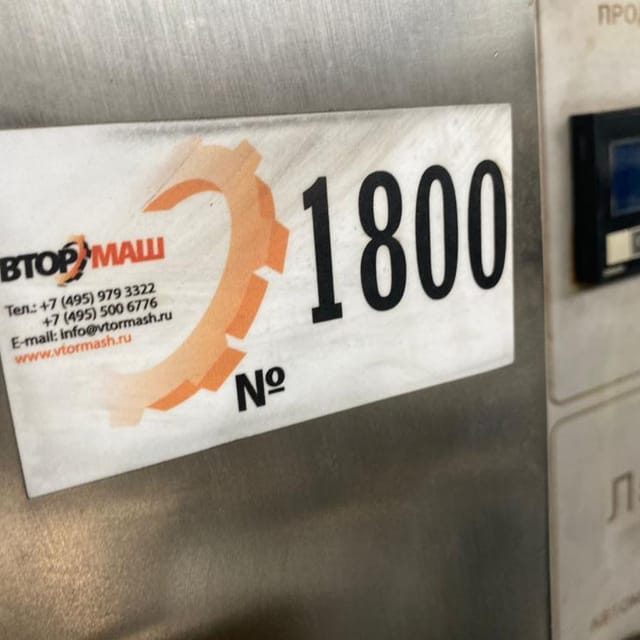 ПРОД
ВТОРМАШ
Тел.: +7 (495) 979 3322
+7 (495) 500 6776
E-mail: info@vtormash.ru
www.vtormash.ru
№ 1800